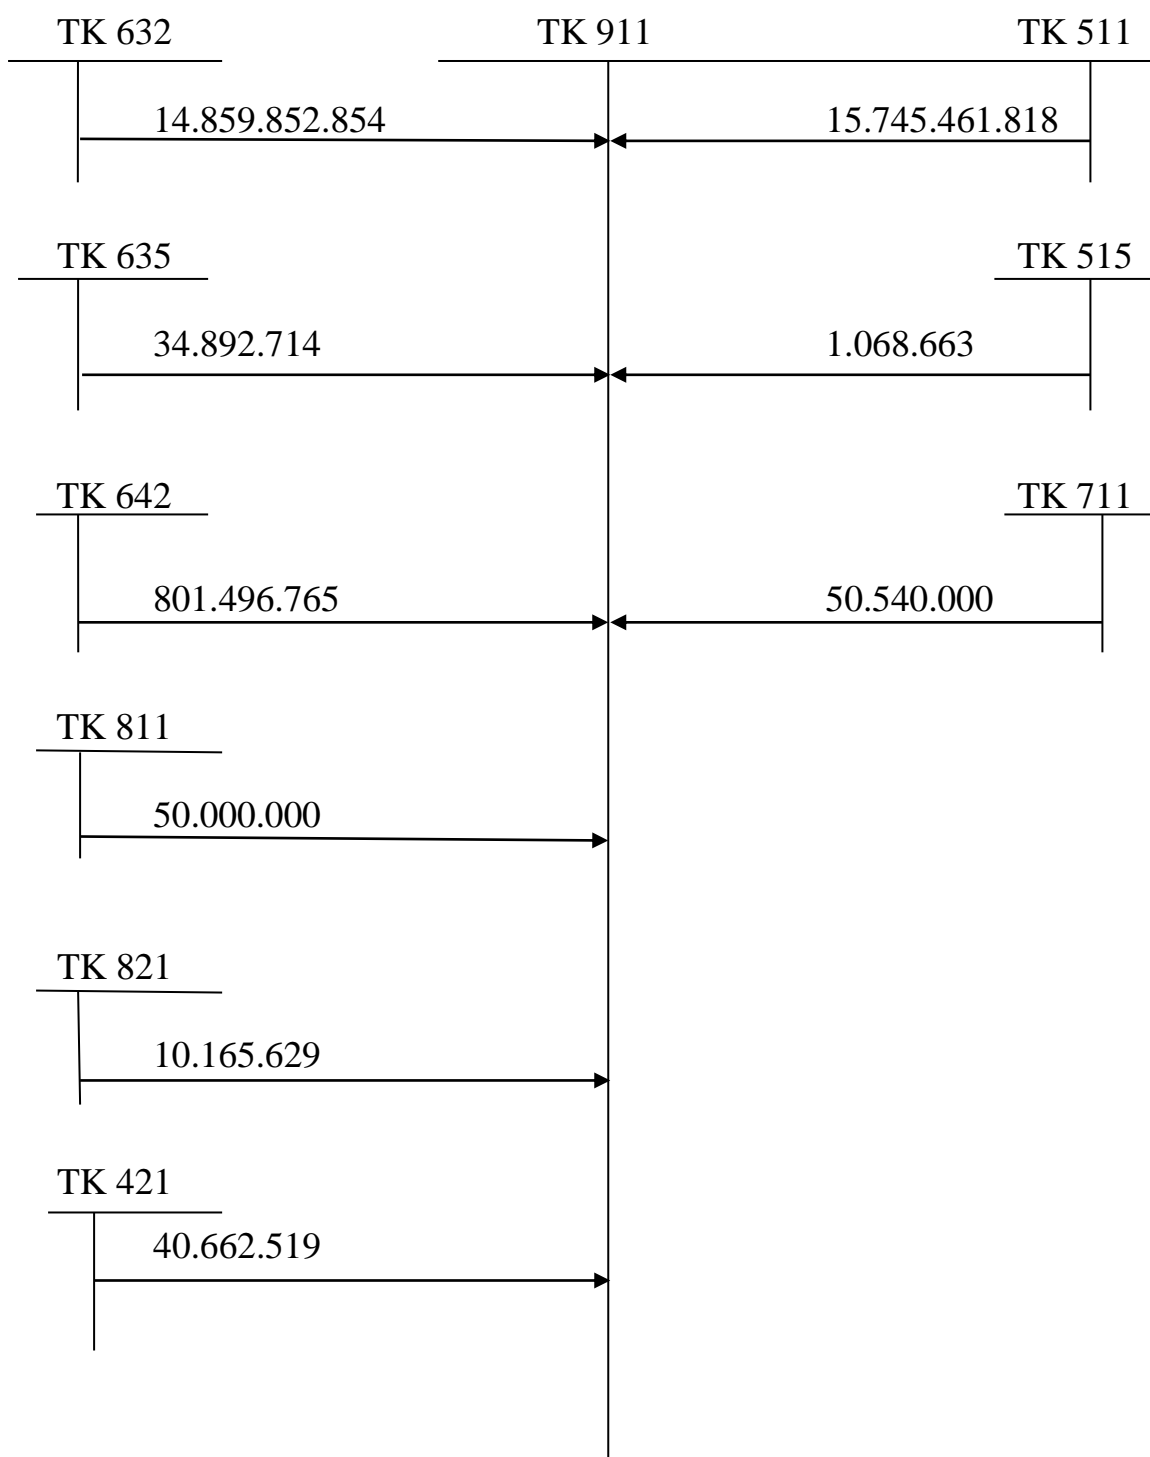 TK 632 TK 911 TK 511
14.859.852.854 15.745.461.818
TK 635 TK 515
34.892.714 1.068.663
TK 642 TK 711
801.496.765 50.540.000
TK 811
50.000.000
TK 821
10.165.629
TK 421
40.662.519